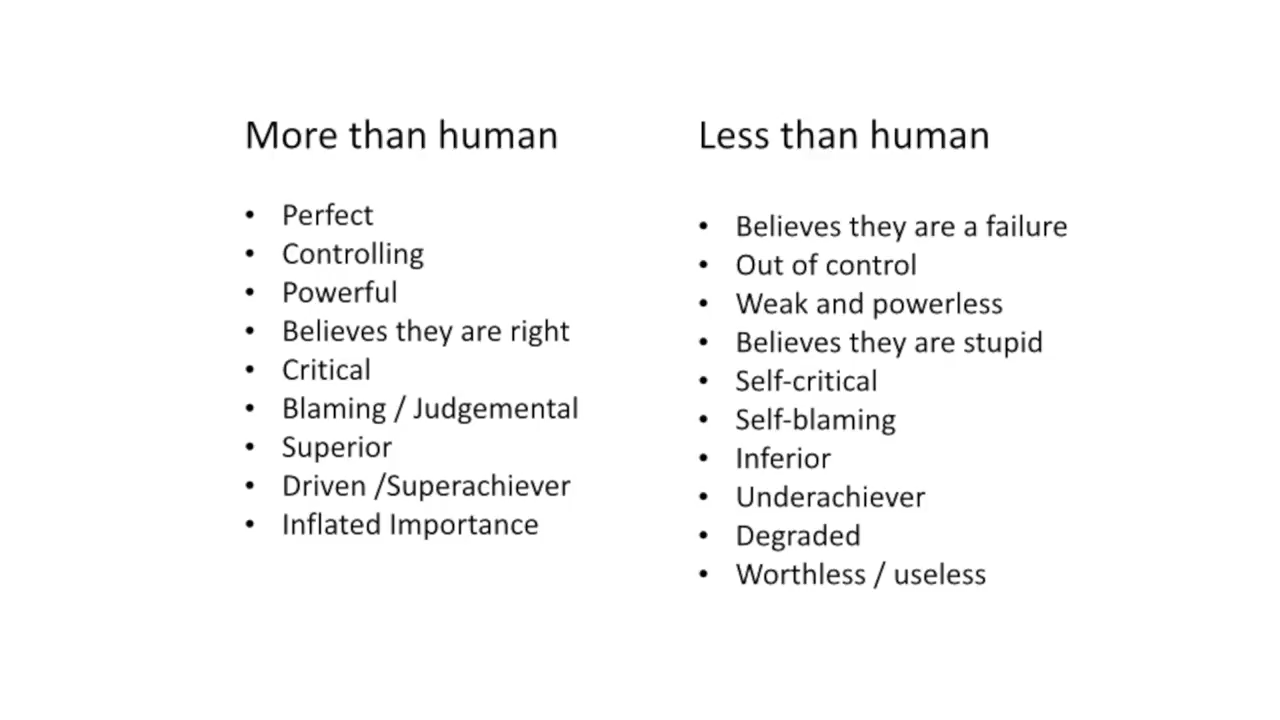 More than human
• Perfect
• Controlling
• Powerful
• Believes they are right
• Critical
• Blaming / Judgemental
• Superior
• Driven /Superachiever
• Inflated Importance
Less than human
• Believes they are a failure
• Out of control
• Weak and powerless
• Believes they are stupid
• Self-critical
• Self-blaming
• Inferior
• Underachiever
• Degraded
• Worthless / useless